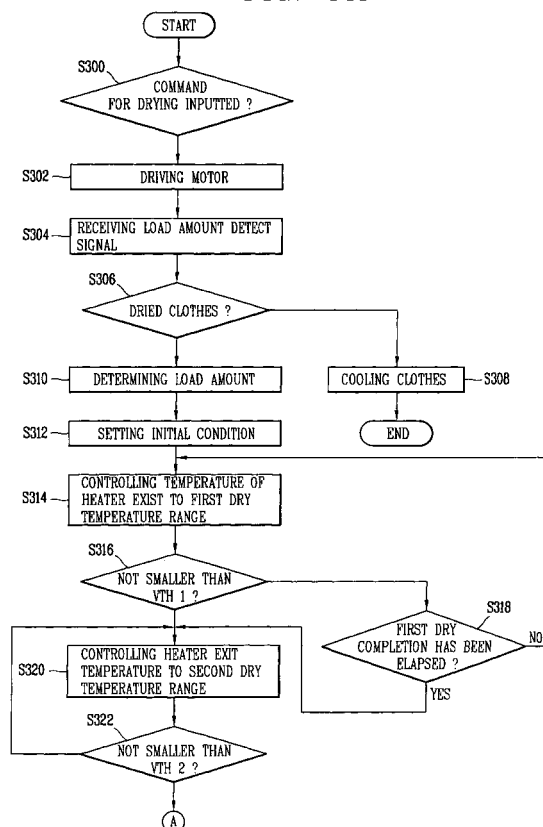 START
S300
COMMAND
FOR DRYING INPUTTED ?
S302
DRIVING MOTOR
S304
RECEIVING LOAD AMOUNT DETECT
SIGNAL
S306
DRIED CLOTHES ?
S310
DETERMINING LOAD AMOUNT
COOLING CLOTHES
S308
S312
SETTING INITIAL CONDITION
END
S314
CONTROLLING TEMPERATURE OF
HEATER EXIST TO FIRST DRY
TEMPERATURE RANGE
S316
NOT SMALLER THAN
VTH 1 ?
S318
FIRST DRY
COMPLETION HAS BEEN
ELAPSED ?
NO
YES
S320
CONTROLLING HEATER EXIT
TEMPERATURE TO SECOND DRY
TEMPERATURE RANGE
S322
NOT SMALLER THAN
VTH 2 ?
A